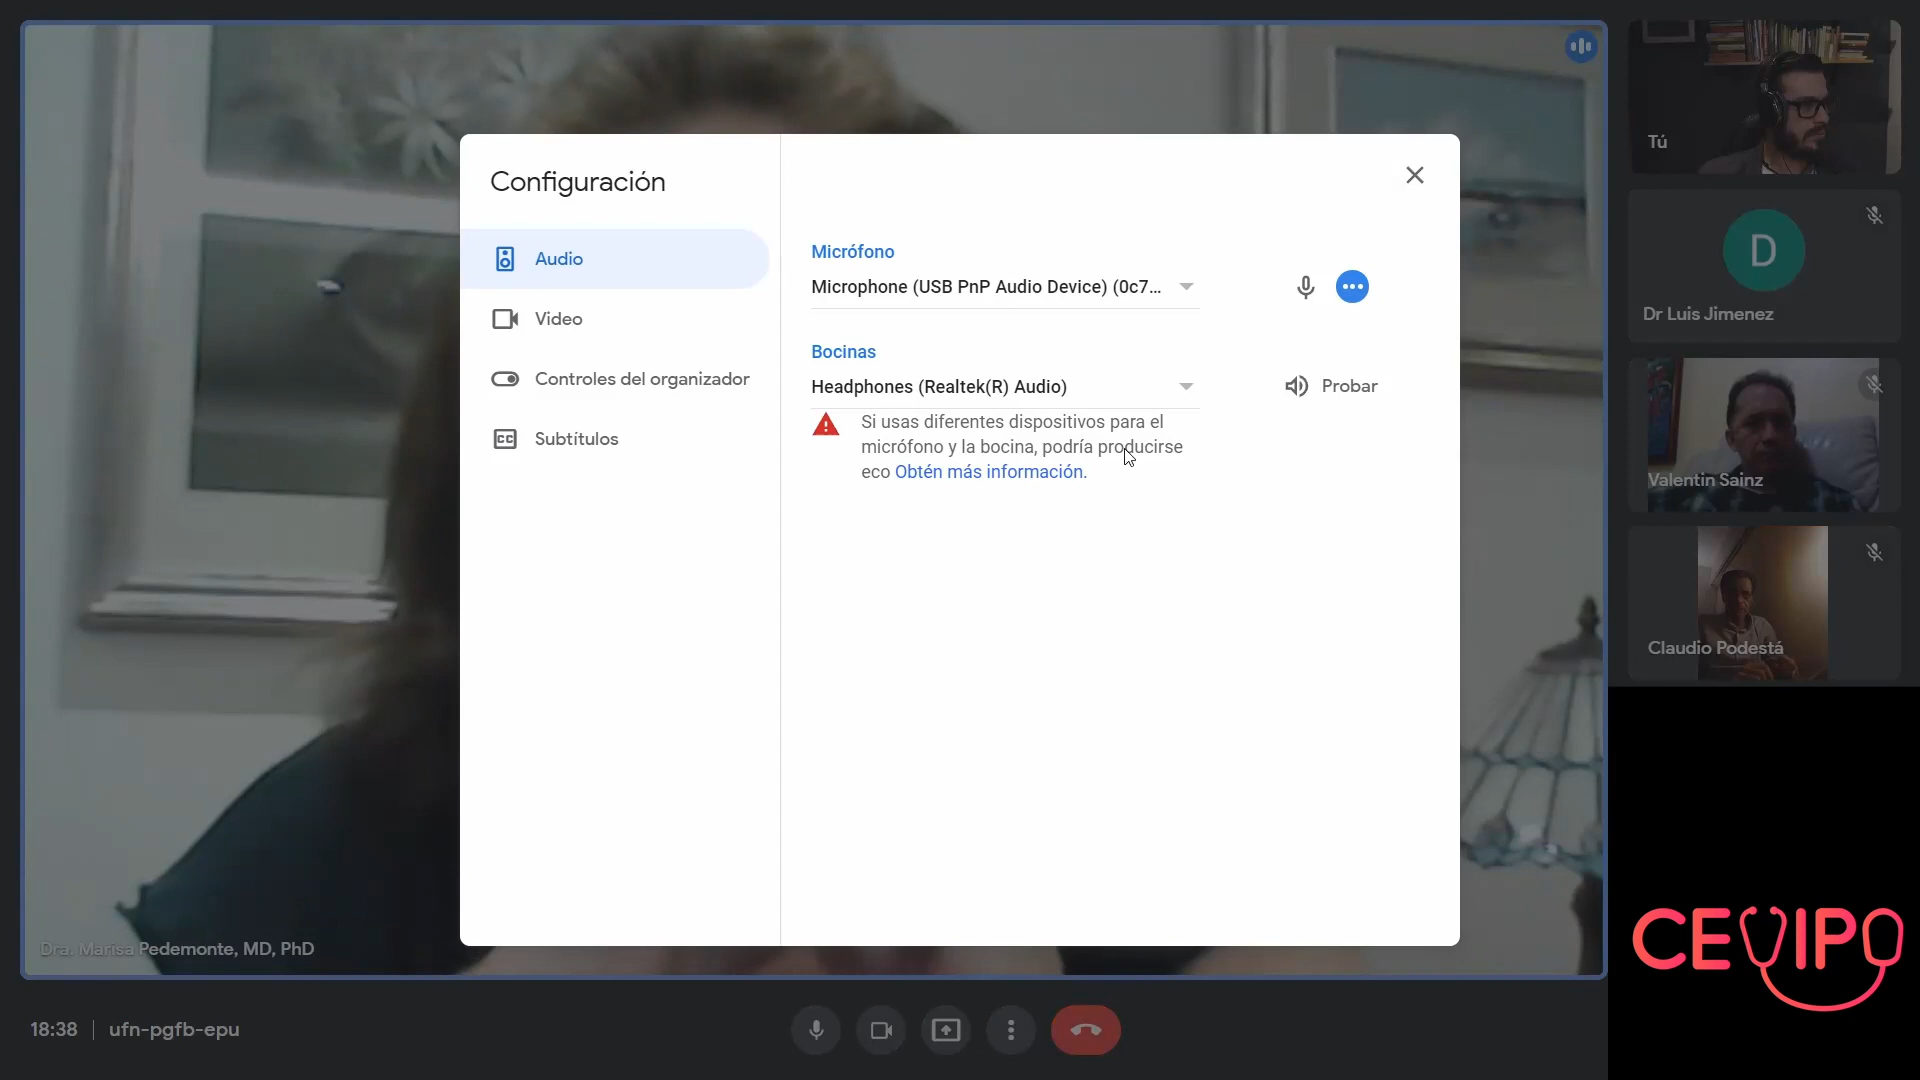 Configuración
Audio
Video
Controles del organizador
Subtítulos
Micrófono
Microphone (USB PnP Audio Device) (0c7...
Bocinas
Headphones (Realtek(R) Audio)
Probar
Si usas diferentes dispositivos para el
micrófono y la bocina, podría producirse
eco Obtén más información.
Tú
D
Dr Luis Jimenez
Valentin Sainz
Claudio Podestá
Dra. Marisa Pedemonte, MD, PhD
18:38 | ufn-pgfb-epu
CEVIPO